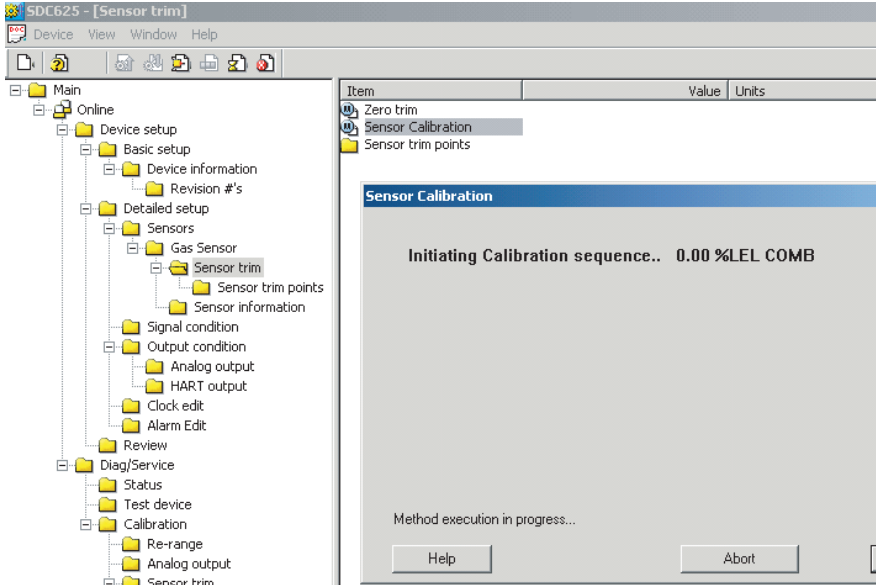 SDC625 - [Sensor trim]
Device View Window Help
Main
Online
Device setup
Basic setup
Device information
Revision #'s
Detailed setup
Sensors
Gas Sensor
Sensor trim
Sensor trim points
Sensor information
Signal condition
Output condition
Analog output
HART output
Clock edit
Alarm Edit
Review
Diag/Service
Status
Test device
Calibration
Re-range
Analog output
Sensor trim
Item Value Units
Zero trim
Sensor Calibration
Sensor trim points
Sensor Calibration
Initiating Calibration sequence.. 0.00 %LEL COMB
Method execution in progress...
Help Abort